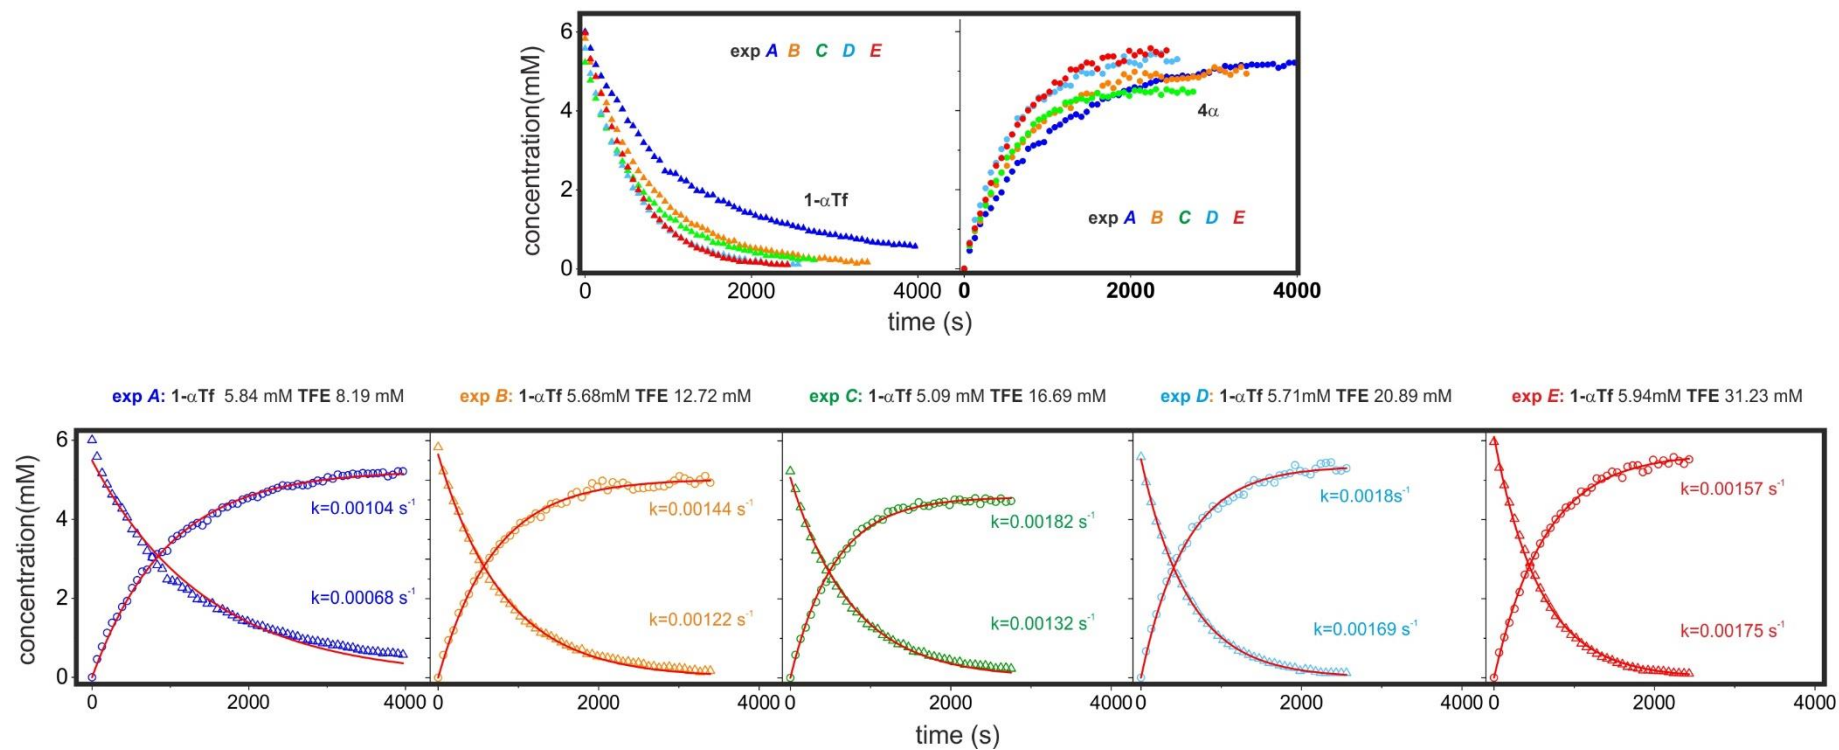 concentration(mM)
6
4
2
0
exp A B C D E
1-αTf
4α
exp A B C D E
0 2000 4000 0 2000 4000
time (s)
exp A: 1-αTf 5.84 mM TFE 8.19 mM
exp B: 1-αTf 5.68mM TFE 12.72 mM
exp C: 1-αTf 5.09 mM TFE 16.69 mM
exp D: 1-αTf 5.71mM TFE 20.89 mM
exp E: 1-αTf 5.94mM TFE 31.23 mM
concentration(mM)
6
4
2
0
k=0.00104 s⁻¹
k=0.00068 s⁻¹
k=0.00144 s⁻¹
k=0.00122 s⁻¹
k=0.00182 s⁻¹
k=0.00132 s⁻¹
k=0.0018s⁻¹
k=0.00169 s⁻¹
k=0.00157 s⁻¹
k=0.00175 s⁻¹
0 2000 4000 0 2000 4000 0 2000 4000 0 2000 4000 0 2000 4000
time (s)